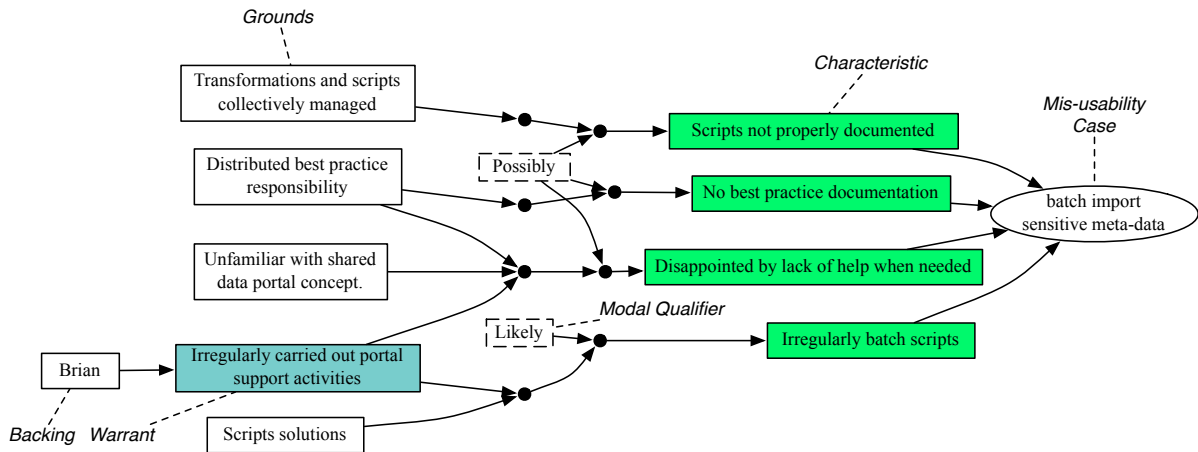 Grounds
Transformations and scripts
collectively managed
Characteristic
Scripts not properly documented
Mis-usability
Case
Distributed best practice
responsibility
Possibly
No best practice documentation
batch import
sensitive meta-data
Unfamiliar with shared
data portal concept.
Disappointed by lack of help when needed
Modal Qualifier
Likely
Irregularly batch scripts
Brian
Irregularly carried out portal
support activities
Backing
Warrant
Scripts solutions